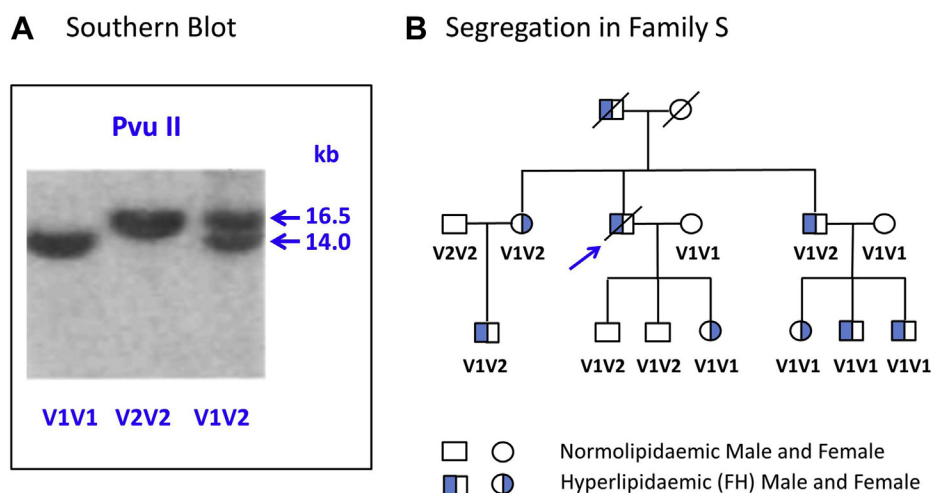 A Southern Blot
Pvu II
kb
16.5
14.0
V1V1 V2V2 V1V2
B Segregation in Family S
V2V2 V1V2 V1V1 V1V2 V1V1
V1V2 V1V2 V1V2 V1V1 V1V1 V1V1 V1V1
Normolipidaemic Male and Female
Hyperlipidaemic (FH) Male and Female